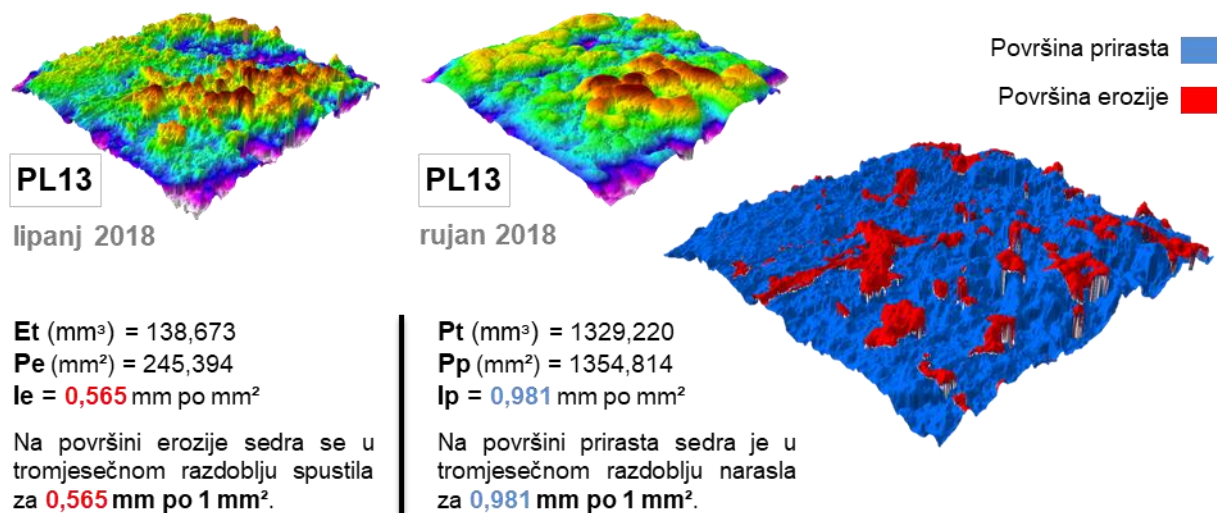 Površina prirasta
Površina erozije
PL13
lipanj 2018
PL13
rujan 2018
Et (mm³) = 138,673
Pe (mm²) = 245,394
Ie = 0,565 mm po mm²
Na površini erozije sedra se u
tromjesečnom razdoblju spustila
za 0,565 mm po 1 mm².
Pt (mm³) = 1329,220
Pp (mm²) = 1354,814
Ip = 0,981 mm po mm²
Na površini prirasta sedra je u
tromjesečnom razdoblju narasla
za 0,981 mm po 1 mm².